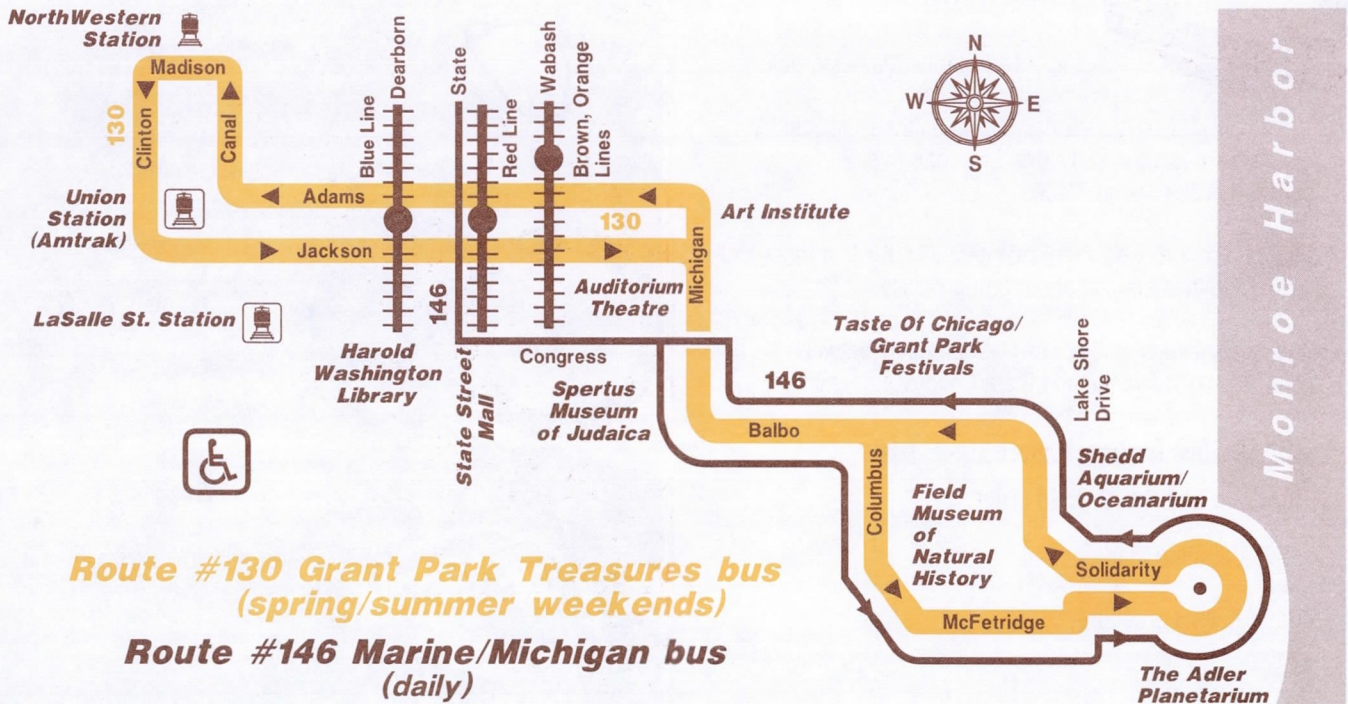 NorthWestern
Station
Madison
130
Clinton
Canal
Blue Line
Dearborn
State
Red Line
Wabash
Brown, Orange
Lines
N
W
E
S
Monroe Harbor
Union
Station
(Amtrak)
Adams
130
Art Institute
Jackson
Michigan
Auditorium
Theatre
LaSalle St. Station
146
Harold
Washington
Library
State Street
Mall
Congress
Spertus
Museum
of Judaica
Taste Of Chicago/
Grant Park
Festivals
146
Lake Shore
Drive
Balbo
Columbus
Field
Museum
of
Natural
History
Shedd
Aquarium/
Oceanarium
Solidarity
McFetridge
The Adler
Planetarium
Route #130 Grant Park Treasures bus
(spring/summer weekends)
Route #146 Marine/Michigan bus
(daily)